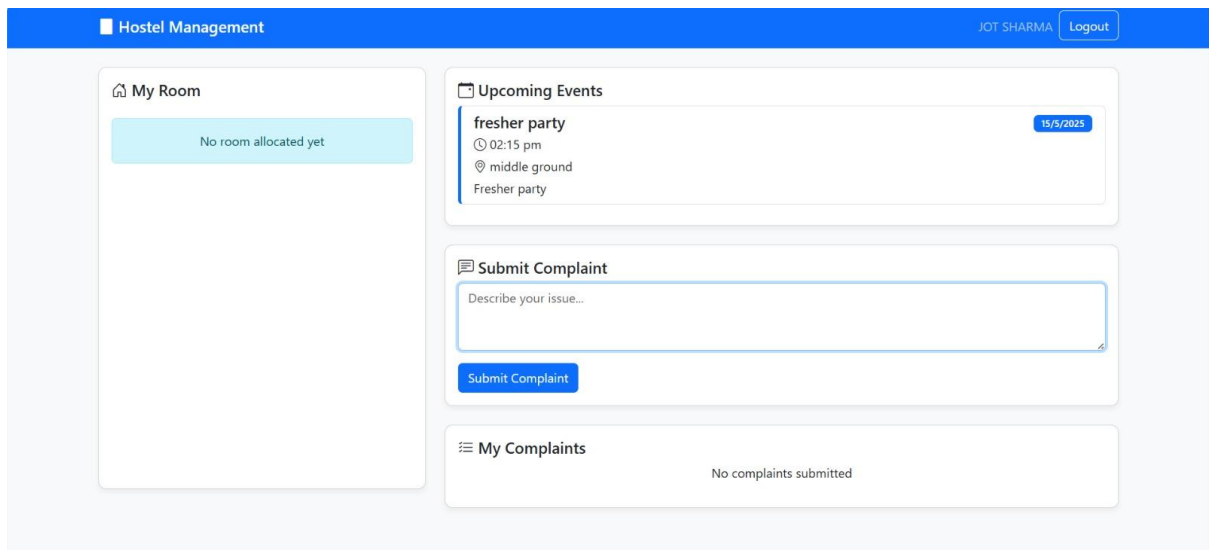 Hostel Management
JOT SHARMA
Logout
My Room
No room allocated yet
Upcoming Events
fresher party
15/5/2025
02:15 pm
middle ground
Fresher party
Submit Complaint
Describe your issue...
Submit Complaint
My Complaints
No complaints submitted